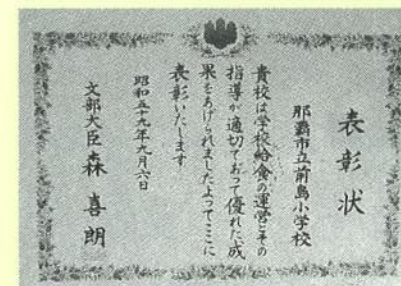 表彰状
那覇市立前島小学校
貴校は学校給食の運営とその
指導が適切であって優れた成
果をあげられましたよってここに
表彰いたします
昭和五十九年九月六日
文部大臣森喜朗